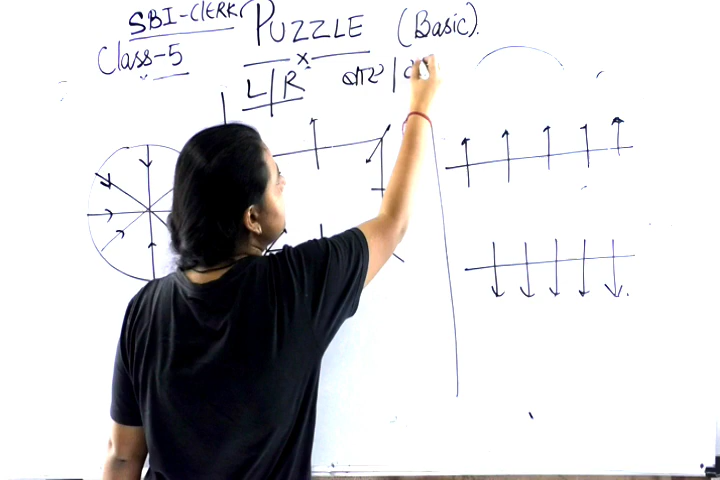 SBI-CLERK
PUZZLE (Basic).
Class-5
x
L|R